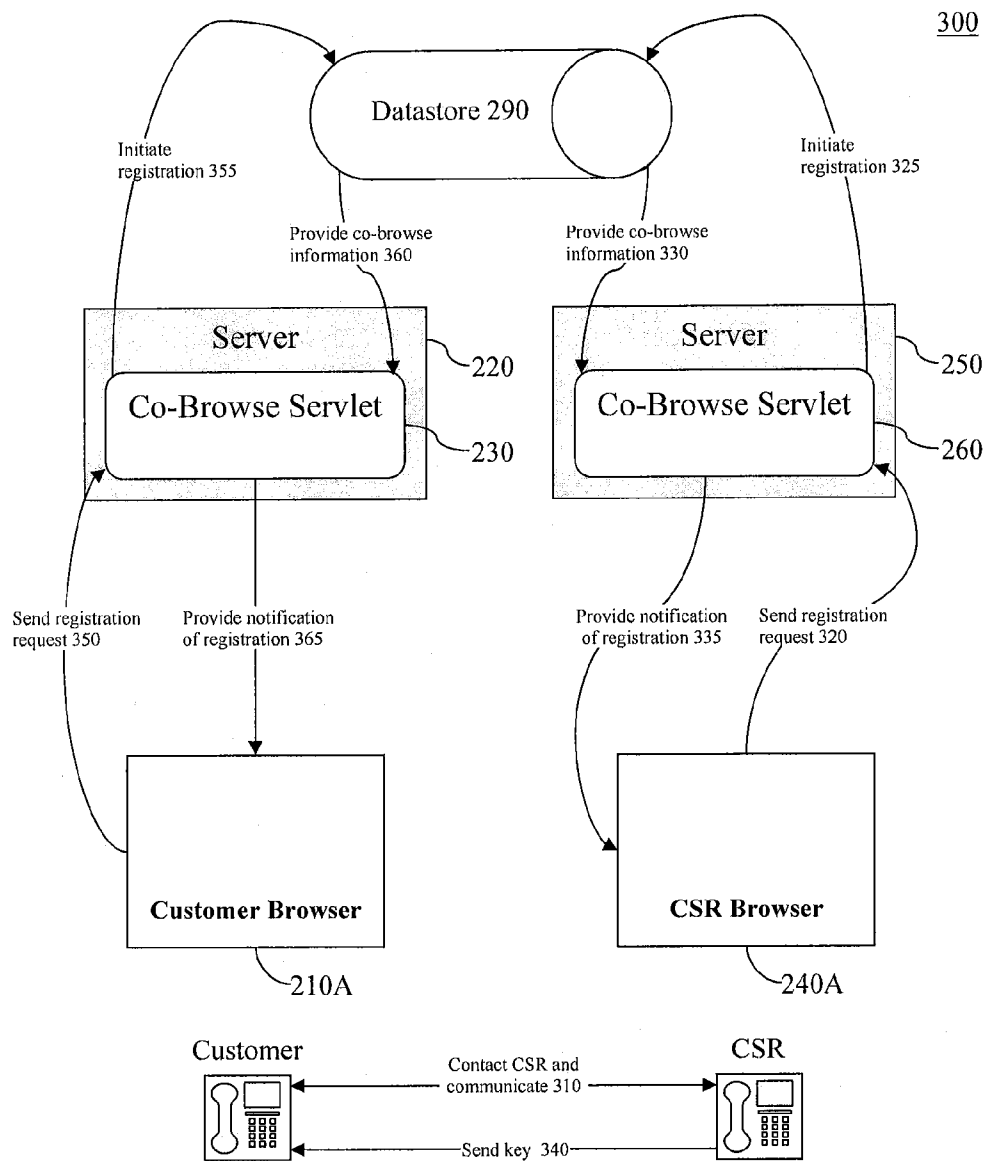 300
Datastore 290
Initiate
registration 355
Initiate
registration 325
Provide co-browse
information 360
Provide co-browse
information 330
Server
220
Co-Browse Servlet
230
Server
250
Co-Browse Servlet
260
Send registration
request 350
Provide notification
of registration 365
Provide notification
of registration 335
Send registration
request 320
Customer Browser
210A
CSR Browser
240A
Customer
CSR
Contact CSR and
communicate 310
Send key 340